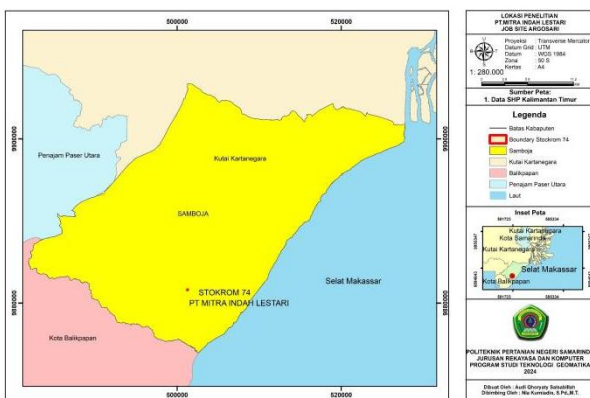 500000
520000
9900000
9880000
Penajam Paser Utara
Kutai Kartanegara
SAMBOJA
STOKROM 74
PT MITRA INDAH LESTARI
Selat Makassar
Kota Balikpapan
9900000
9880000
500000
520000
LOKASI PENELITIAN
PT.MITRA INDAH LESTARI
JOB SITE ARGOSARI
Proyeksi : Transverse Mercator
Datum Grid : UTM
Datum : WGS 1984
Zona : 50 S
Kertas : A4
1: 280.000
Sumber Peta:
1. Data SHP Kalimantan Timur
Legenda
Batas Kabupaten
Boundary Stockrom 74
Samboja
Kutai Kartanegara
Balikpapan
Penajam Paser Utara
Laut
Inset Peta
Kutai Kartanegara
Kota Samarinda
Kutai Kartanegara
Selat Makassar
Kota Balikpapan
POLITEKNIK PERTANIAN NEGERI SAMARINDA
JURUSAN REKAYASA DAN KOMPUTER
PROGRAM STUDI TEKNOLOGI GEOMATIKA
2024
Dibuat Oleh : Audi Ghorysty Salsabillah
Dibimbing Oleh : Nia Kurniadin, S.Pd.,M.T.